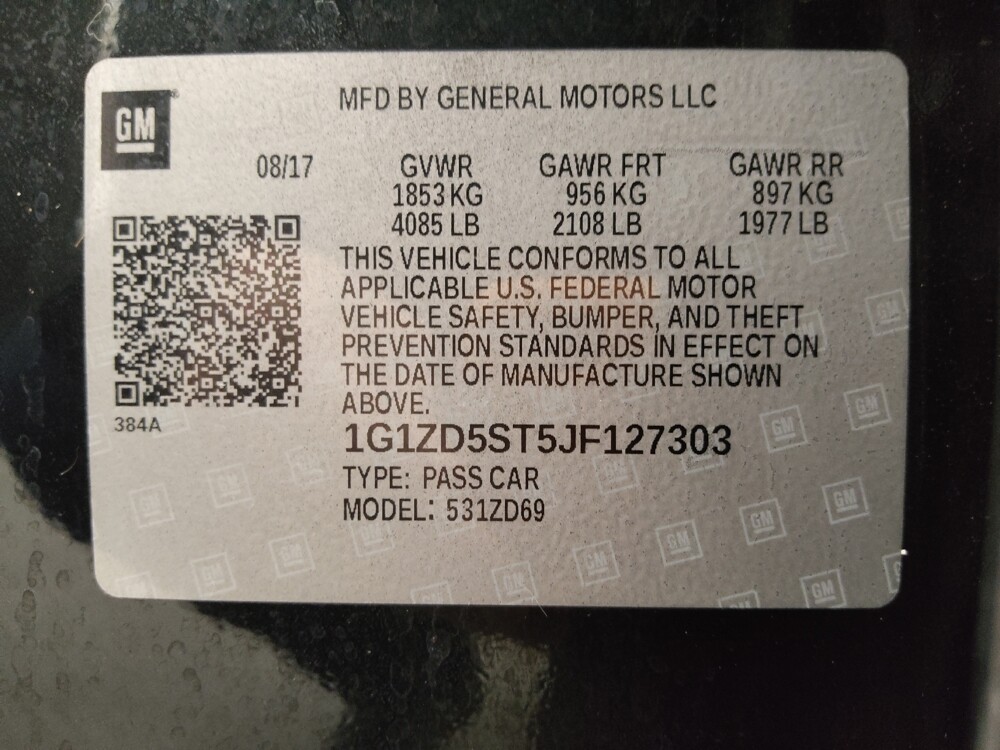 GM
MFD BY GENERAL MOTORS LLC
08/17 GVWR GAWR FRT GAWR RR
1853 KG 956 KG 897 KG
4085 LB 2108 LB 1977 LB
THIS VEHICLE CONFORMS TO ALL
APPLICABLE U.S. FEDERAL MOTOR
VEHICLE SAFETY, BUMPER, AND THEFT
PREVENTION STANDARDS IN EFFECT ON
THE DATE OF MANUFACTURE SHOWN
ABOVE.
384A
1G1ZD5ST5JF127303
TYPE: PASS CAR
MODEL: 531ZD69